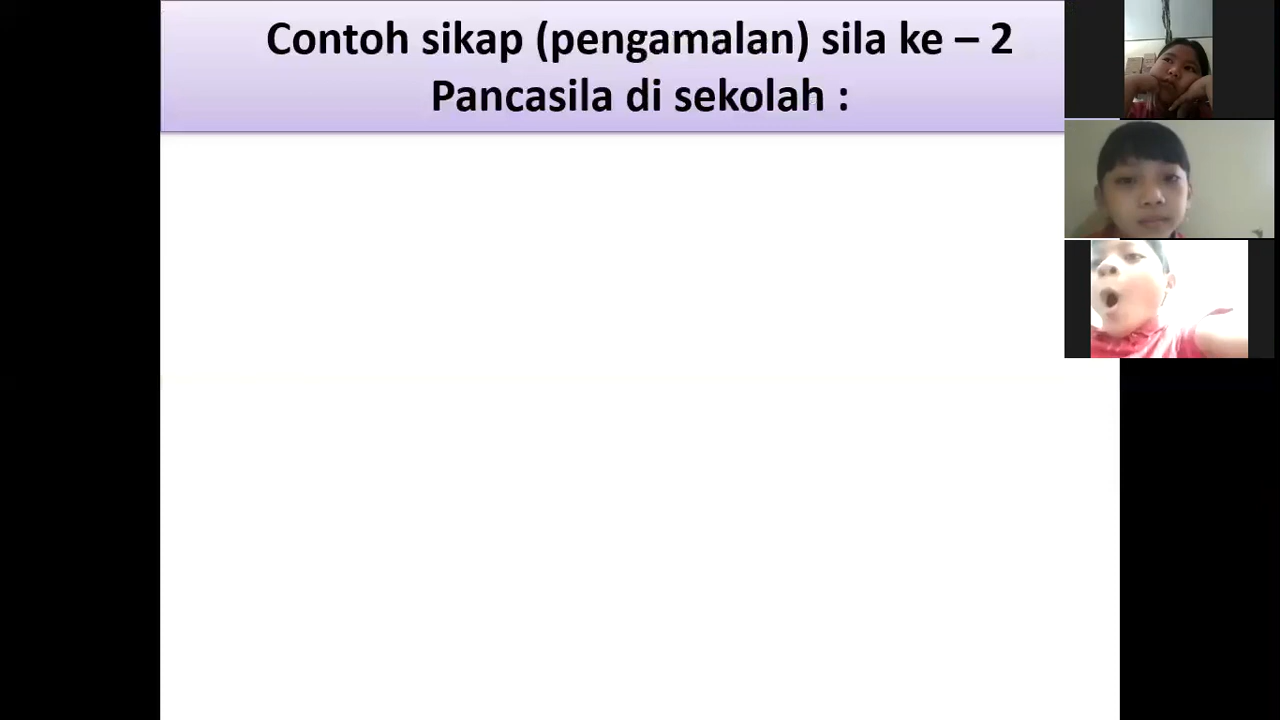 Contoh sikap (pengamalan) sila ke – 2
Pancasila di sekolah :